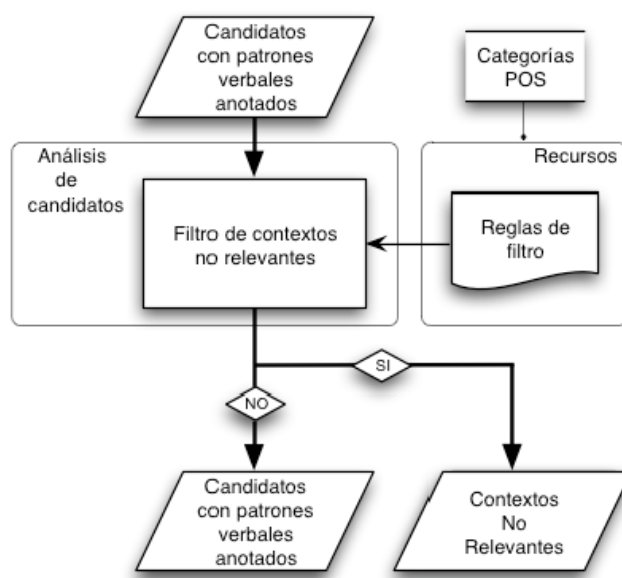 Candidatos
con patrones
verbales
anotados
Categorías
POS
Análisis
de
candidatos
Recursos
Filtro de contextos
no relevantes
Reglas de
filtro
SI
NO
Candidatos
con patrones
verbales
anotados
Contextos
No
Relevantes